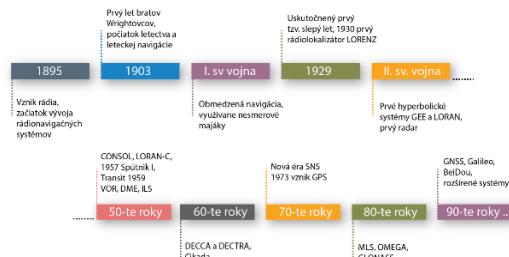 Prvý let bratov
Wrightovcov,
počiatok letectva a
leteckej navigácie
Uskutočnený prvý
tzv. slepý let, 1930 prvý
rádiolokalizátor LORENZ
1895
1903
I. sv vojna
1929
II. sv. vojna
Vznik rádia,
začiatok vývoja
rádionavigačných
systémov
Obmedzená navigácia,
využívane nesmerové
majáky
Prvé hyperbolické
systémy GEE a LORAN,
prvý radar
CONSOL, LORAN-C,
1957 Spútnik I,
Transit 1959
VOR, DME, ILS
Nová éra SNS
1973 vznik GPS
GNSS, Galileo,
BeiDou,
rozšírené systémy
50-te roky
60-te roky
70-te roky
80-te roky
90-te roky ...
DECCA a DECTRA,
Cikada
MLS, OMEGA,
GLONASS